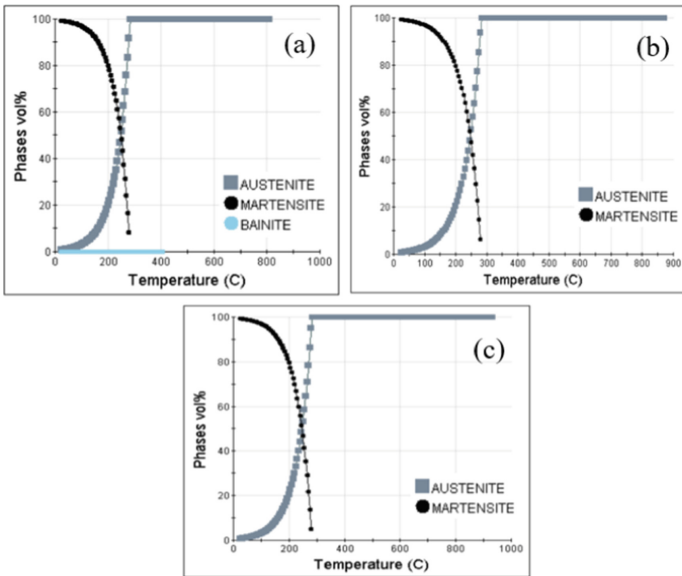 (a)
100
80
60
40
20
0
Phases vol%
AUSTENITE
MARTENSITE
BAINITE
0 200 400 600 800 1000
Temperature (C)
(b)
100
80
60
40
20
0
Phases vol%
AUSTENITE
MARTENSITE
0 100 200 300 400 500 600 700 800 900
Temperature (C)
(c)
100
80
60
40
20
0
Phases vol%
AUSTENITE
MARTENSITE
0 200 400 600 800 1000
Temperature (C)